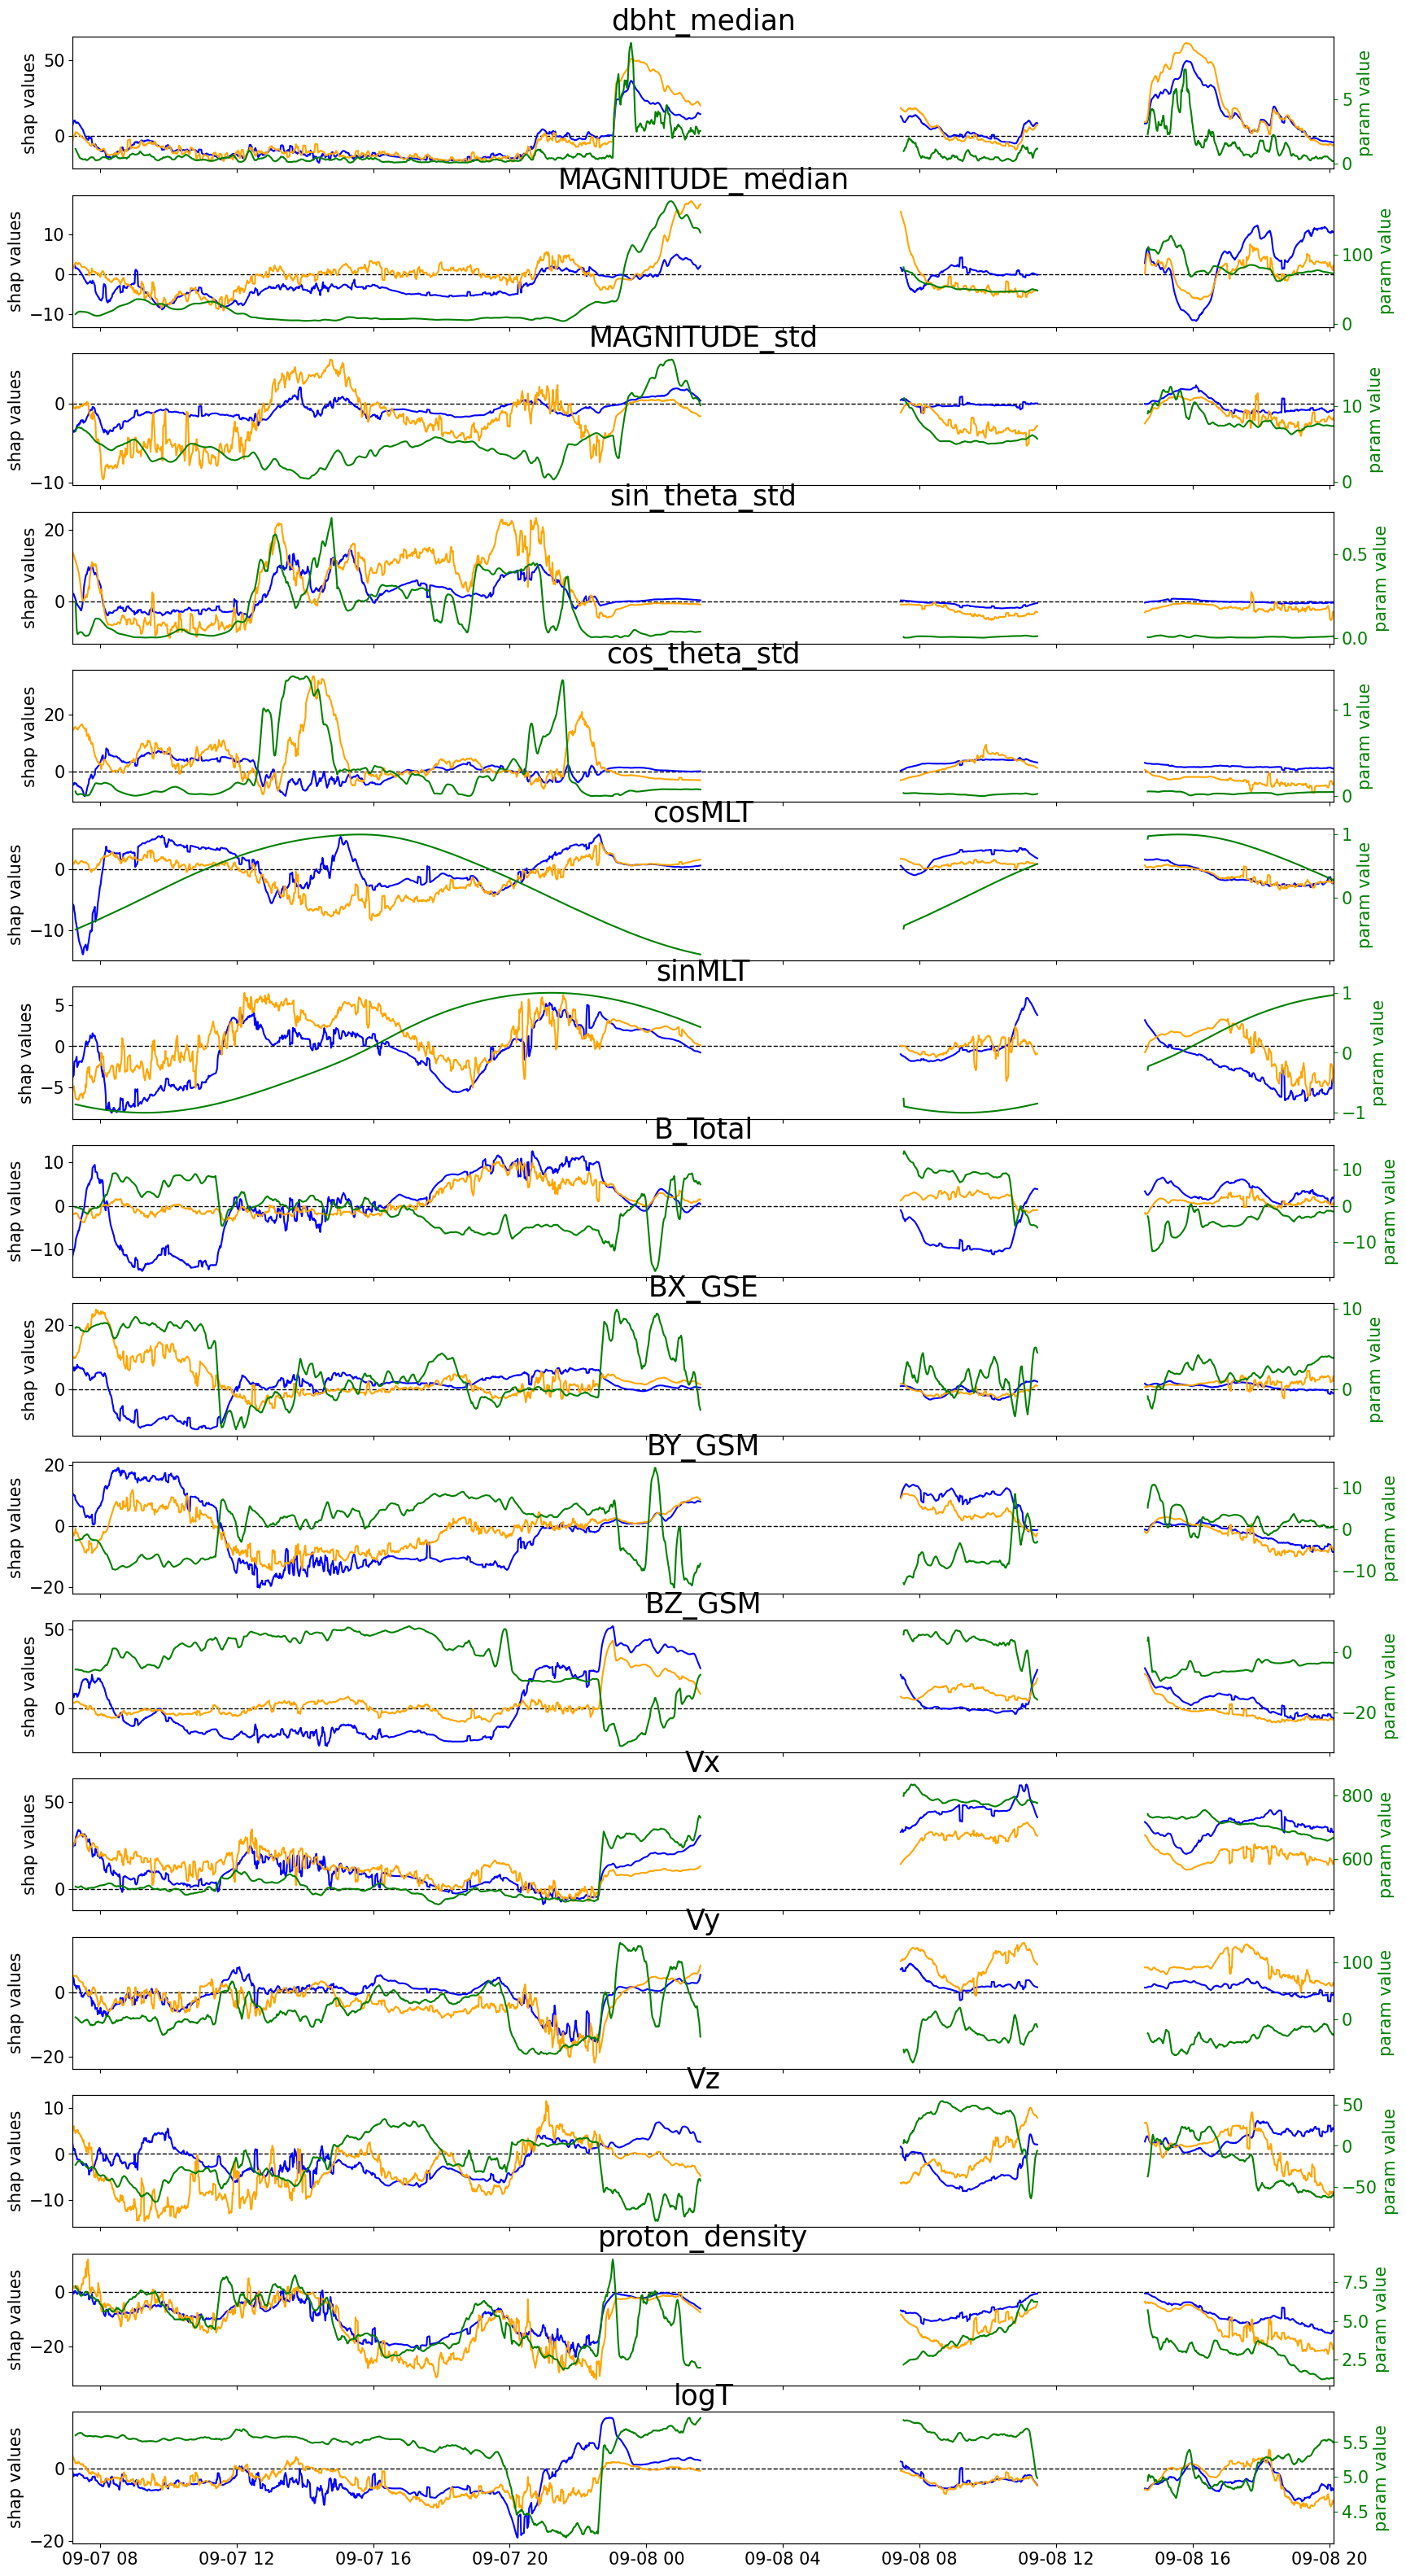 dbht_median
shap values
50
0
5
0
param value
MAGNITUDE_median
shap values
10
0
−10
100
0
param value
MAGNITUDE_std
shap values
0
−10
10
0
param value
sin_theta_std
shap values
20
0
0.5
0.0
param value
cos_theta_std
shap values
20
0
1
0
param value
cosMLT
shap values
0
−10
1
0
param value
sinMLT
shap values
5
0
−5
1
0
−1
param value
B_Total
shap values
10
0
−10
10
0
−10
param value
BX_GSE
shap values
20
0
10
0
param value
BY_GSM
shap values
20
0
−20
10
0
−10
param value
BZ_GSM
shap values
50
0
0
−20
param value
Vx
shap values
50
0
800
600
param value
Vy
shap values
0
−20
100
0
param value
Vz
shap values
10
0
−10
50
0
−50
param value
proton_density
shap values
0
−20
7.5
5.0
2.5
param value
logT
shap values
0
−20
5.5
5.0
4.5
param value
09-07 08 09-07 12 09-07 16 09-07 20 09-08 00 09-08 04 09-08 08 09-08 12 09-08 16 09-08 20